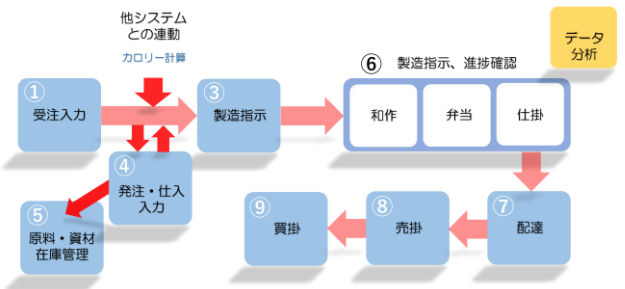 他システム
との連動
カロリー計算
データ
分析
⑥ 製造指示、進捗確認
①
受注入力
③
製造指示
和作
弁当
仕掛
④
発注・仕入
入力
⑤
原料・資材
在庫管理
⑨
買掛
⑧
売掛
⑦
配達